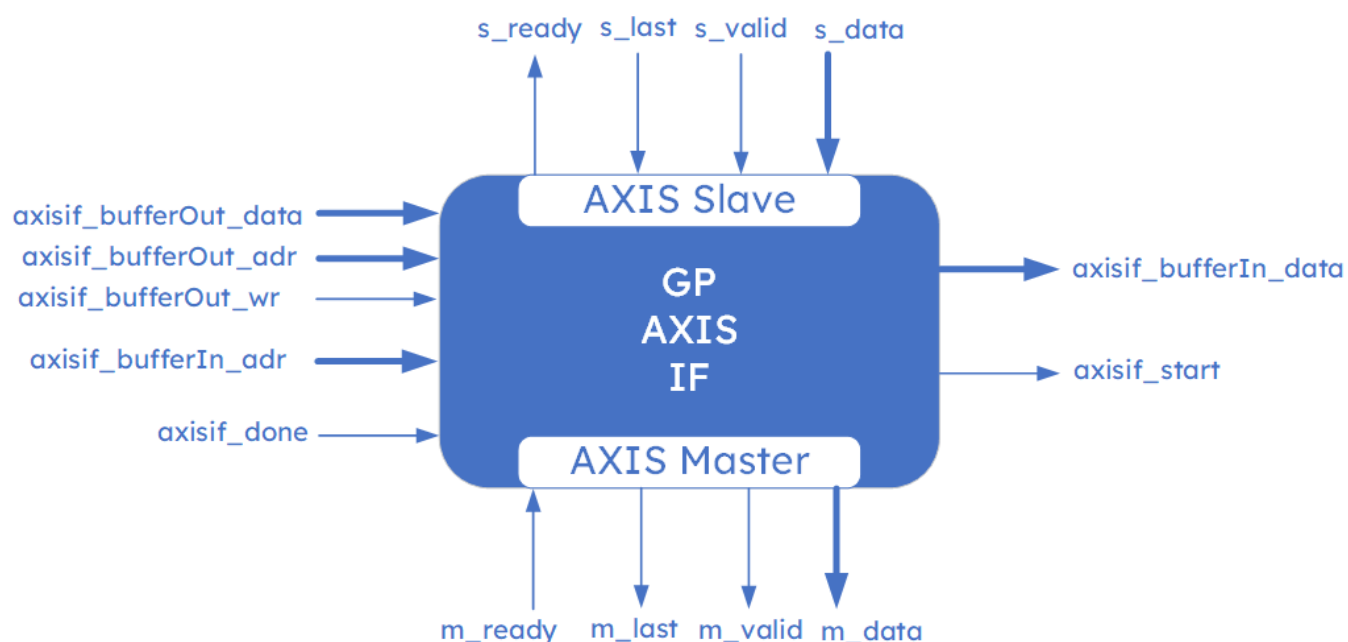 s_ready s_last s_valid s_data
AXIS Slave
axisif_bufferOut_data
axisif_bufferOut_adr
axisif_bufferOut_wr
axisif_bufferIn_adr
axisif_done
GP
AXIS
IF
axisif_bufferIn_data
axisif_start
AXIS Master
m_ready m_last m_valid m_data